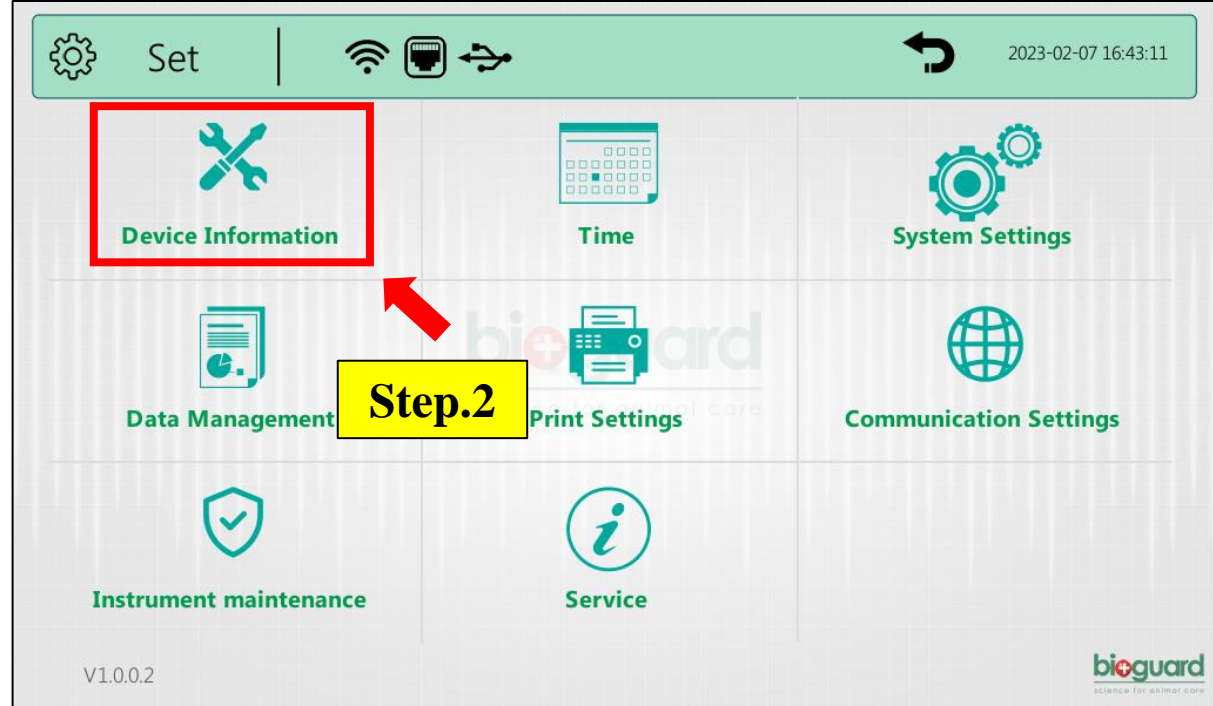 Set
2023-02-07 16:43:11
Device Information
Time
System Settings
Data Management
Step.2
Print Settings
Communication Settings
Instrument maintenance
Service
V1.0.0.2
bioguard
science for animal care